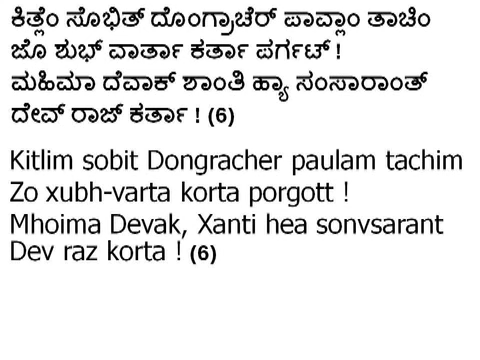 ಕಿತ್ಲೆಂ ಸೊಭಿತ್ ದೊಂಗ್ರಾಚೆರ್ ಪಾವ್ಲಾಂ ತಾಚಿಂ
ಜೊ ಶುಭ್ ವಾರ್ತಾ ಕರ್ತಾ ಪರ್ಗಟ್ !
ಮಹಿಮಾ ದೆವಾಕ್ ಶಾಂತಿ ಹ್ಯಾ ಸಂಸಾರಾಂತ್
ದೇವ್ ರಾಜ್ ಕರ್ತಾ ! (6)
Kitlim sobit Dongracher paulam tachim
Zo xubh-varta korta porgott !
Mhoima Devak, Xanti hea sonvsarant
Dev raz korta ! (6)